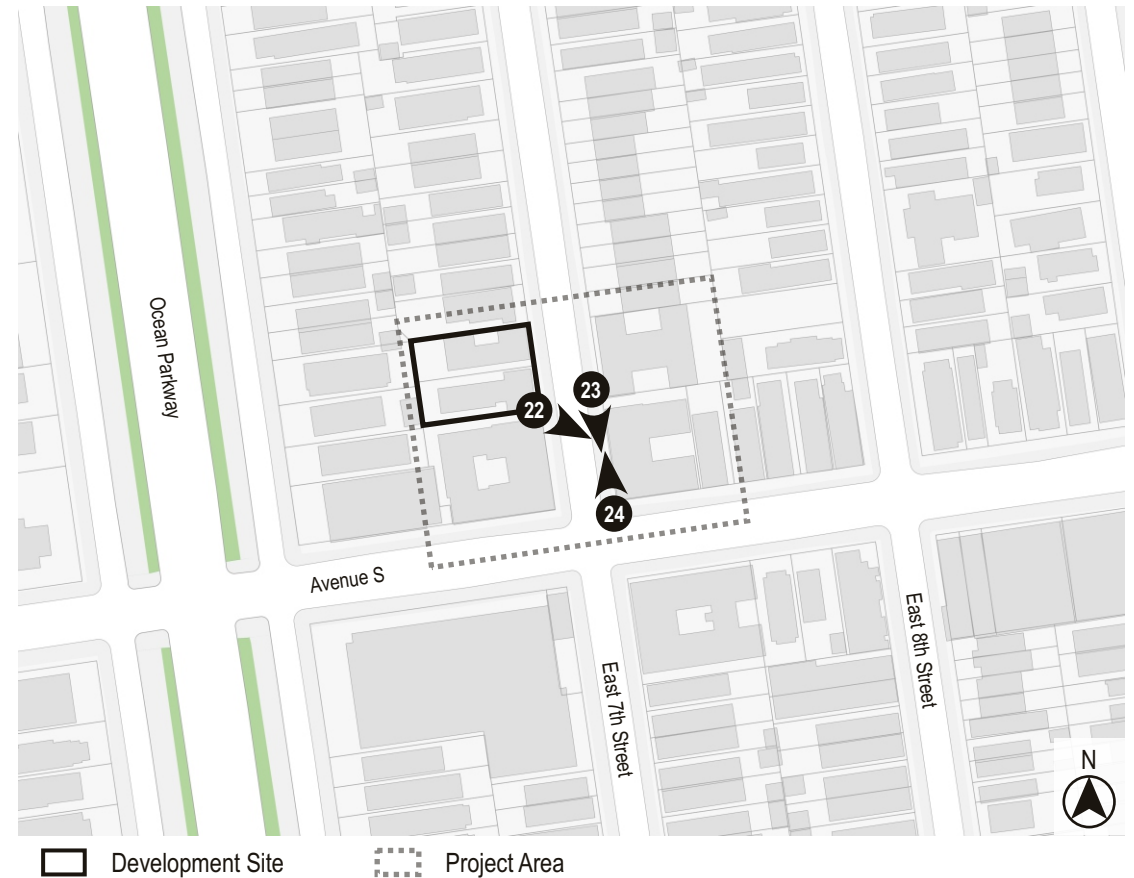 Ocean Parkway
23
22
24
Avenue S
East 7th Street
East 8th Street
N
Development Site
Project Area